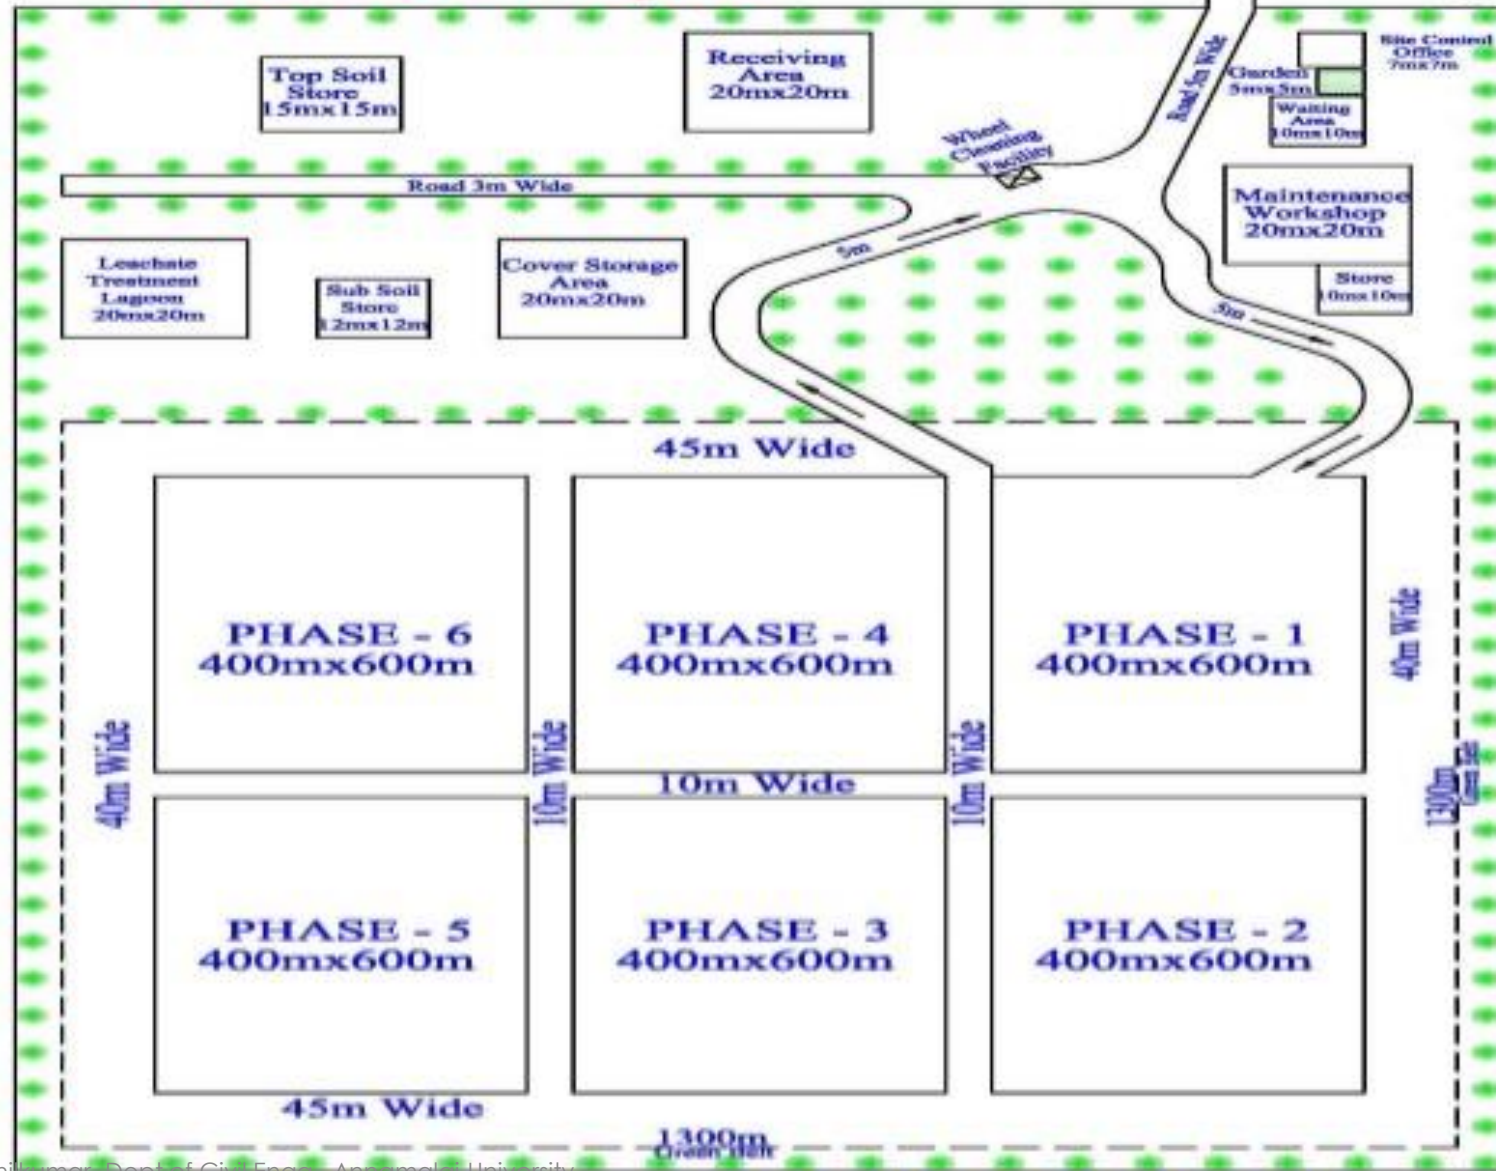 Top Soil
Store
15mx15m
Receiving
Area
20mx20m
Road 5m Wide
Site Control
Office
7mx7m
Garden
5mx5m
Waiting
Area
10mx10m
Wheel
Cleaning
Facility
Road 3m Wide
Maintenance
Workshop
20mx20m
Store
10mx10m
Leachate
Treatment
Lagoon
20mx20m
Sub Soil
Store
12mx12m
Cover Storage
Area
20mx20m
5m
5m
45m Wide
PHASE - 6
400mx600m
PHASE - 4
400mx600m
PHASE - 1
400mx600m
40m Wide
40m Wide
10m Wide
10m Wide
10m Wide
1300m
Green Belt
PHASE - 5
400mx600m
PHASE - 3
400mx600m
PHASE - 2
400mx600m
45m Wide
1300m
Green Belt
Annamalai University